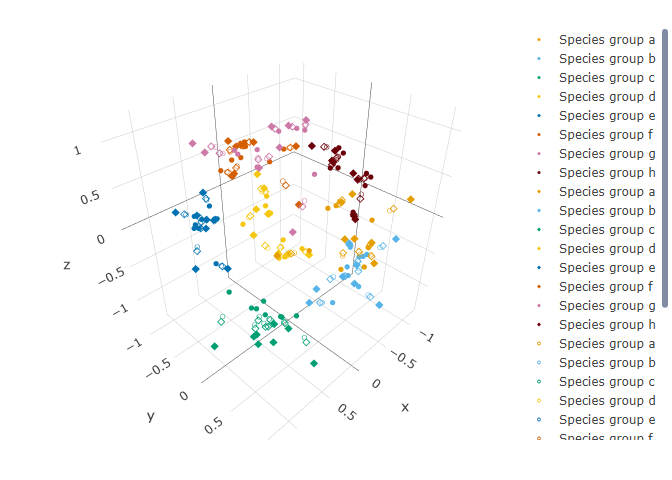 Species group a
Species group b
Species group c
Species group d
Species group e
Species group f
Species group g
Species group h
Species group a
Species group b
Species group c
Species group d
Species group e
Species group f
Species group g
Species group h
Species group a
Species group b
Species group c
Species group d
Species group e
Species group f
1
0.5
0
−0.5
−1
z
−1
−0.5
0
0.5
y
−1
−0.5
0
0.5
x